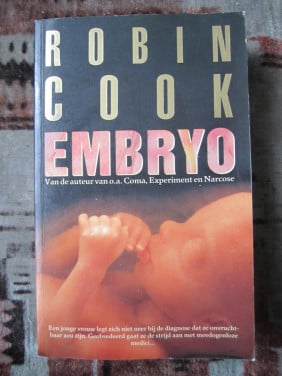 ROBIN
COOK
EMBRYO
Van de auteur van o.a. Coma, Experiment en Narcose
Een jonge vrouw legt zich niet neer bij de diagnose dat ze onvrucht-
baar zou zijn. Geobsedeerd gaat ze de strijd aan met meedogenloze
medici...